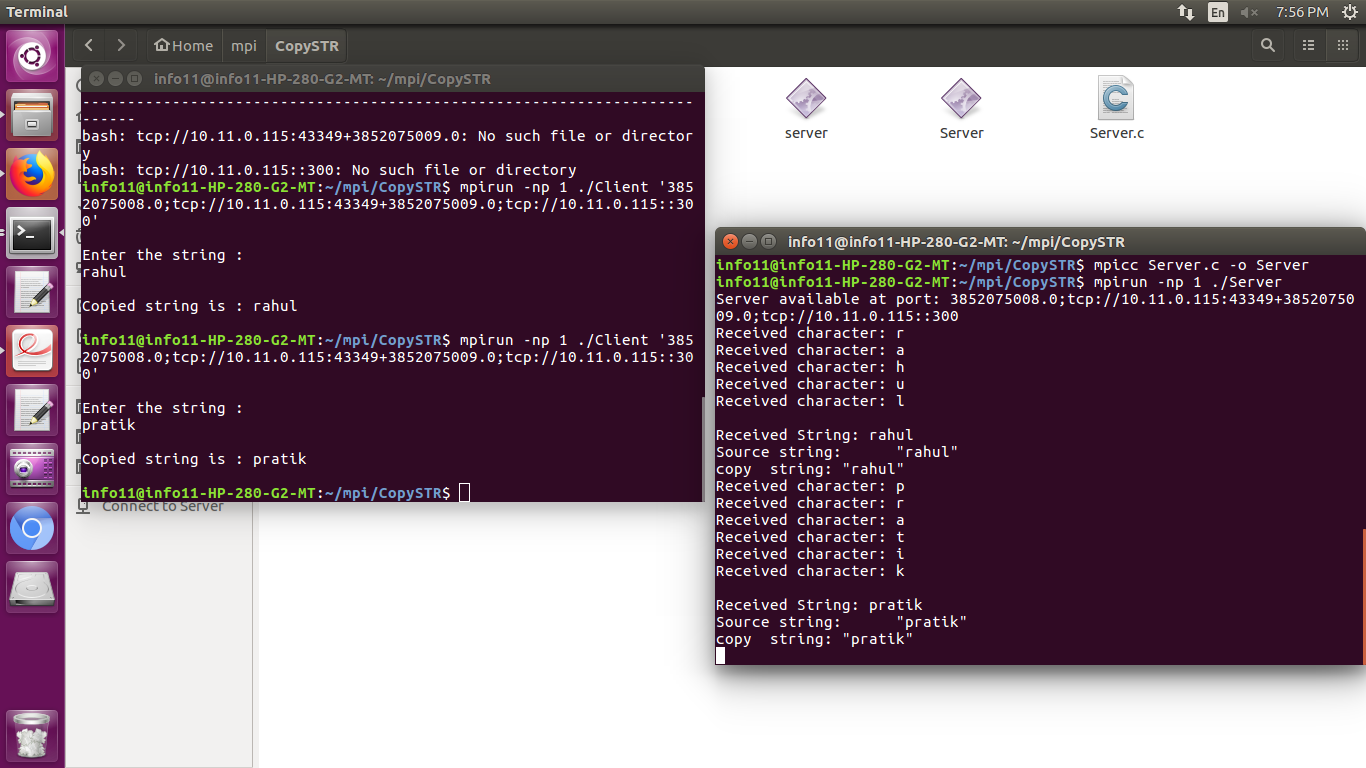 Terminal
En
7:56 PM
Home
mpi
CopySTR
info11@info11-HP-280-G2-MT: ~/mpi/CopySTR
--------------------------------------------------------------------
------
bash: tcp://10.11.0.115:43349+3852075009.0: No such file or director
y
bash: tcp://10.11.0.115::300: No such file or directory
info11@info11-HP-280-G2-MT:~/mpi/CopySTR$ mpirun -np 1 ./Client '385
2075008.0;tcp://10.11.0.115:43349+3852075009.0;tcp://10.11.0.115::30
0'
Enter the string :
rahul
Copied string is : rahul
info11@info11-HP-280-G2-MT:~/mpi/CopySTR$ mpirun -np 1 ./Client '385
2075008.0;tcp://10.11.0.115:43349+3852075009.0;tcp://10.11.0.115::30
0'
Enter the string :
pratik
Copied string is : pratik
info11@info11-HP-280-G2-MT:~/mpi/CopySTR$
Connect to Server
server
Server
Server.c
info11@info11-HP-280-G2-MT: ~/mpi/CopySTR
info11@info11-HP-280-G2-MT:~/mpi/CopySTR$ mpicc Server.c -o Server
info11@info11-HP-280-G2-MT:~/mpi/CopySTR$ mpirun -np 1 ./Server
Server available at port: 3852075008.0;tcp://10.11.0.115:43349+38520750
09.0;tcp://10.11.0.115::300
Received character: r
Received character: a
Received character: h
Received character: u
Received character: l
Received String: rahul
Source string:      "rahul"
copy  string: "rahul"
Received character: p
Received character: r
Received character: a
Received character: t
Received character: i
Received character: k
Received String: pratik
Source string:      "pratik"
copy  string: "pratik"